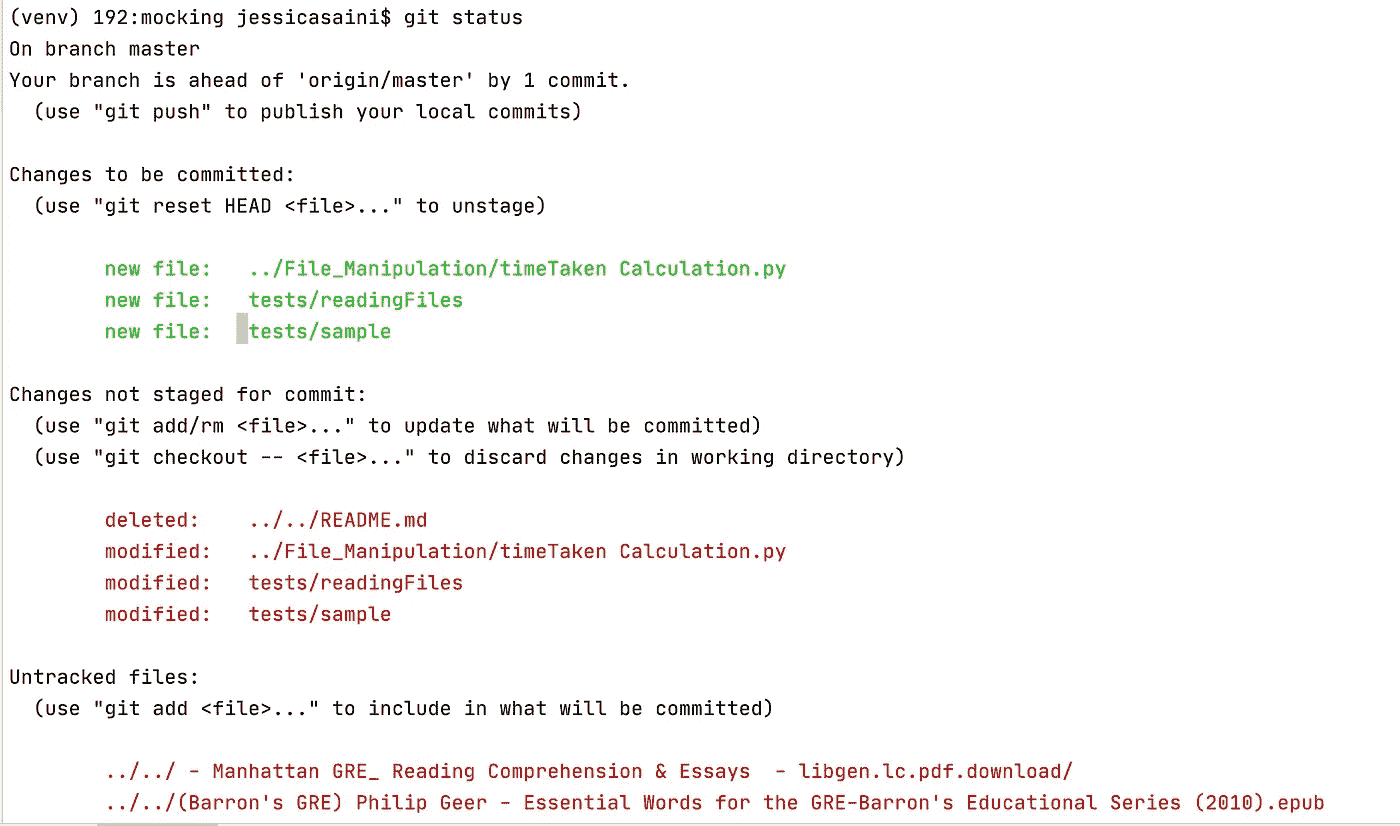 (venv) 192:mocking jessicasaini$ git status
On branch master
Your branch is ahead of 'origin/master' by 1 commit.
  (use "git push" to publish your local commits)

Changes to be committed:
  (use "git reset HEAD <file>..." to unstage)

        new file:   ../File_Manipulation/timeTaken Calculation.py
        new file:   tests/readingFiles
        new file:   tests/sample

Changes not staged for commit:
  (use "git add/rm <file>..." to update what will be committed)
  (use "git checkout -- <file>..." to discard changes in working directory)

        deleted:    ../../README.md
        modified:   ../File_Manipulation/timeTaken Calculation.py
        modified:   tests/readingFiles
        modified:   tests/sample

Untracked files:
  (use "git add <file>..." to include in what will be committed)

        ../../ - Manhattan GRE_ Reading Comprehension & Essays  - libgen.lc.pdf.download/
        ../../(Barron's GRE) Philip Geer - Essential Words for the GRE-Barron's Educational Series (2010).epub